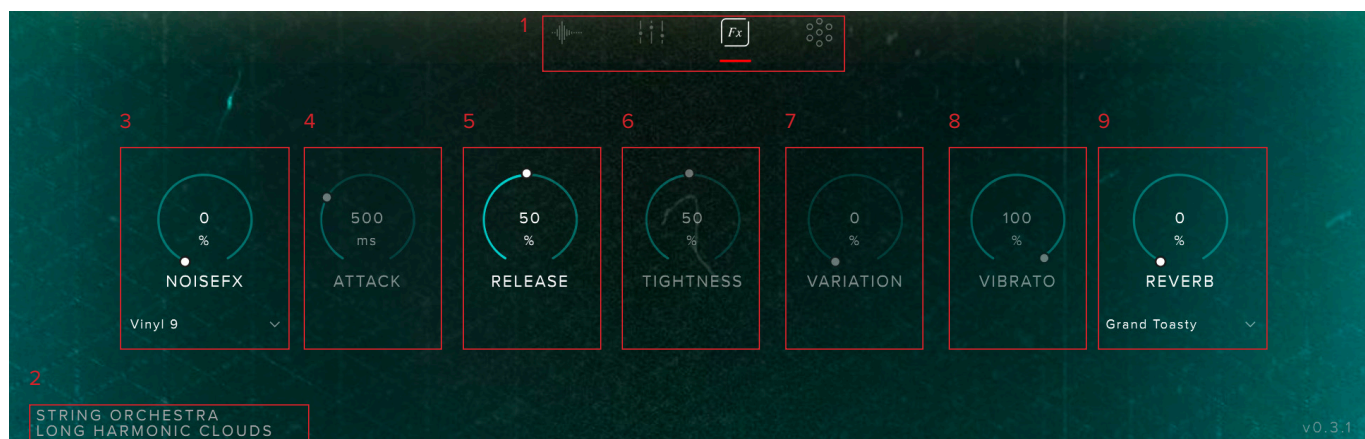 1
Fx
3
4
5
6
7
8
9
0
%
NOISEFX
Vinyl 9
500
ms
ATTACK
50
%
RELEASE
50
%
TIGHTNESS
0
%
VARIATION
100
%
VIBRATO
0
%
REVERB
Grand Toasty
2
STRING ORCHESTRA
LONG HARMONIC CLOUDS
v0.3.1